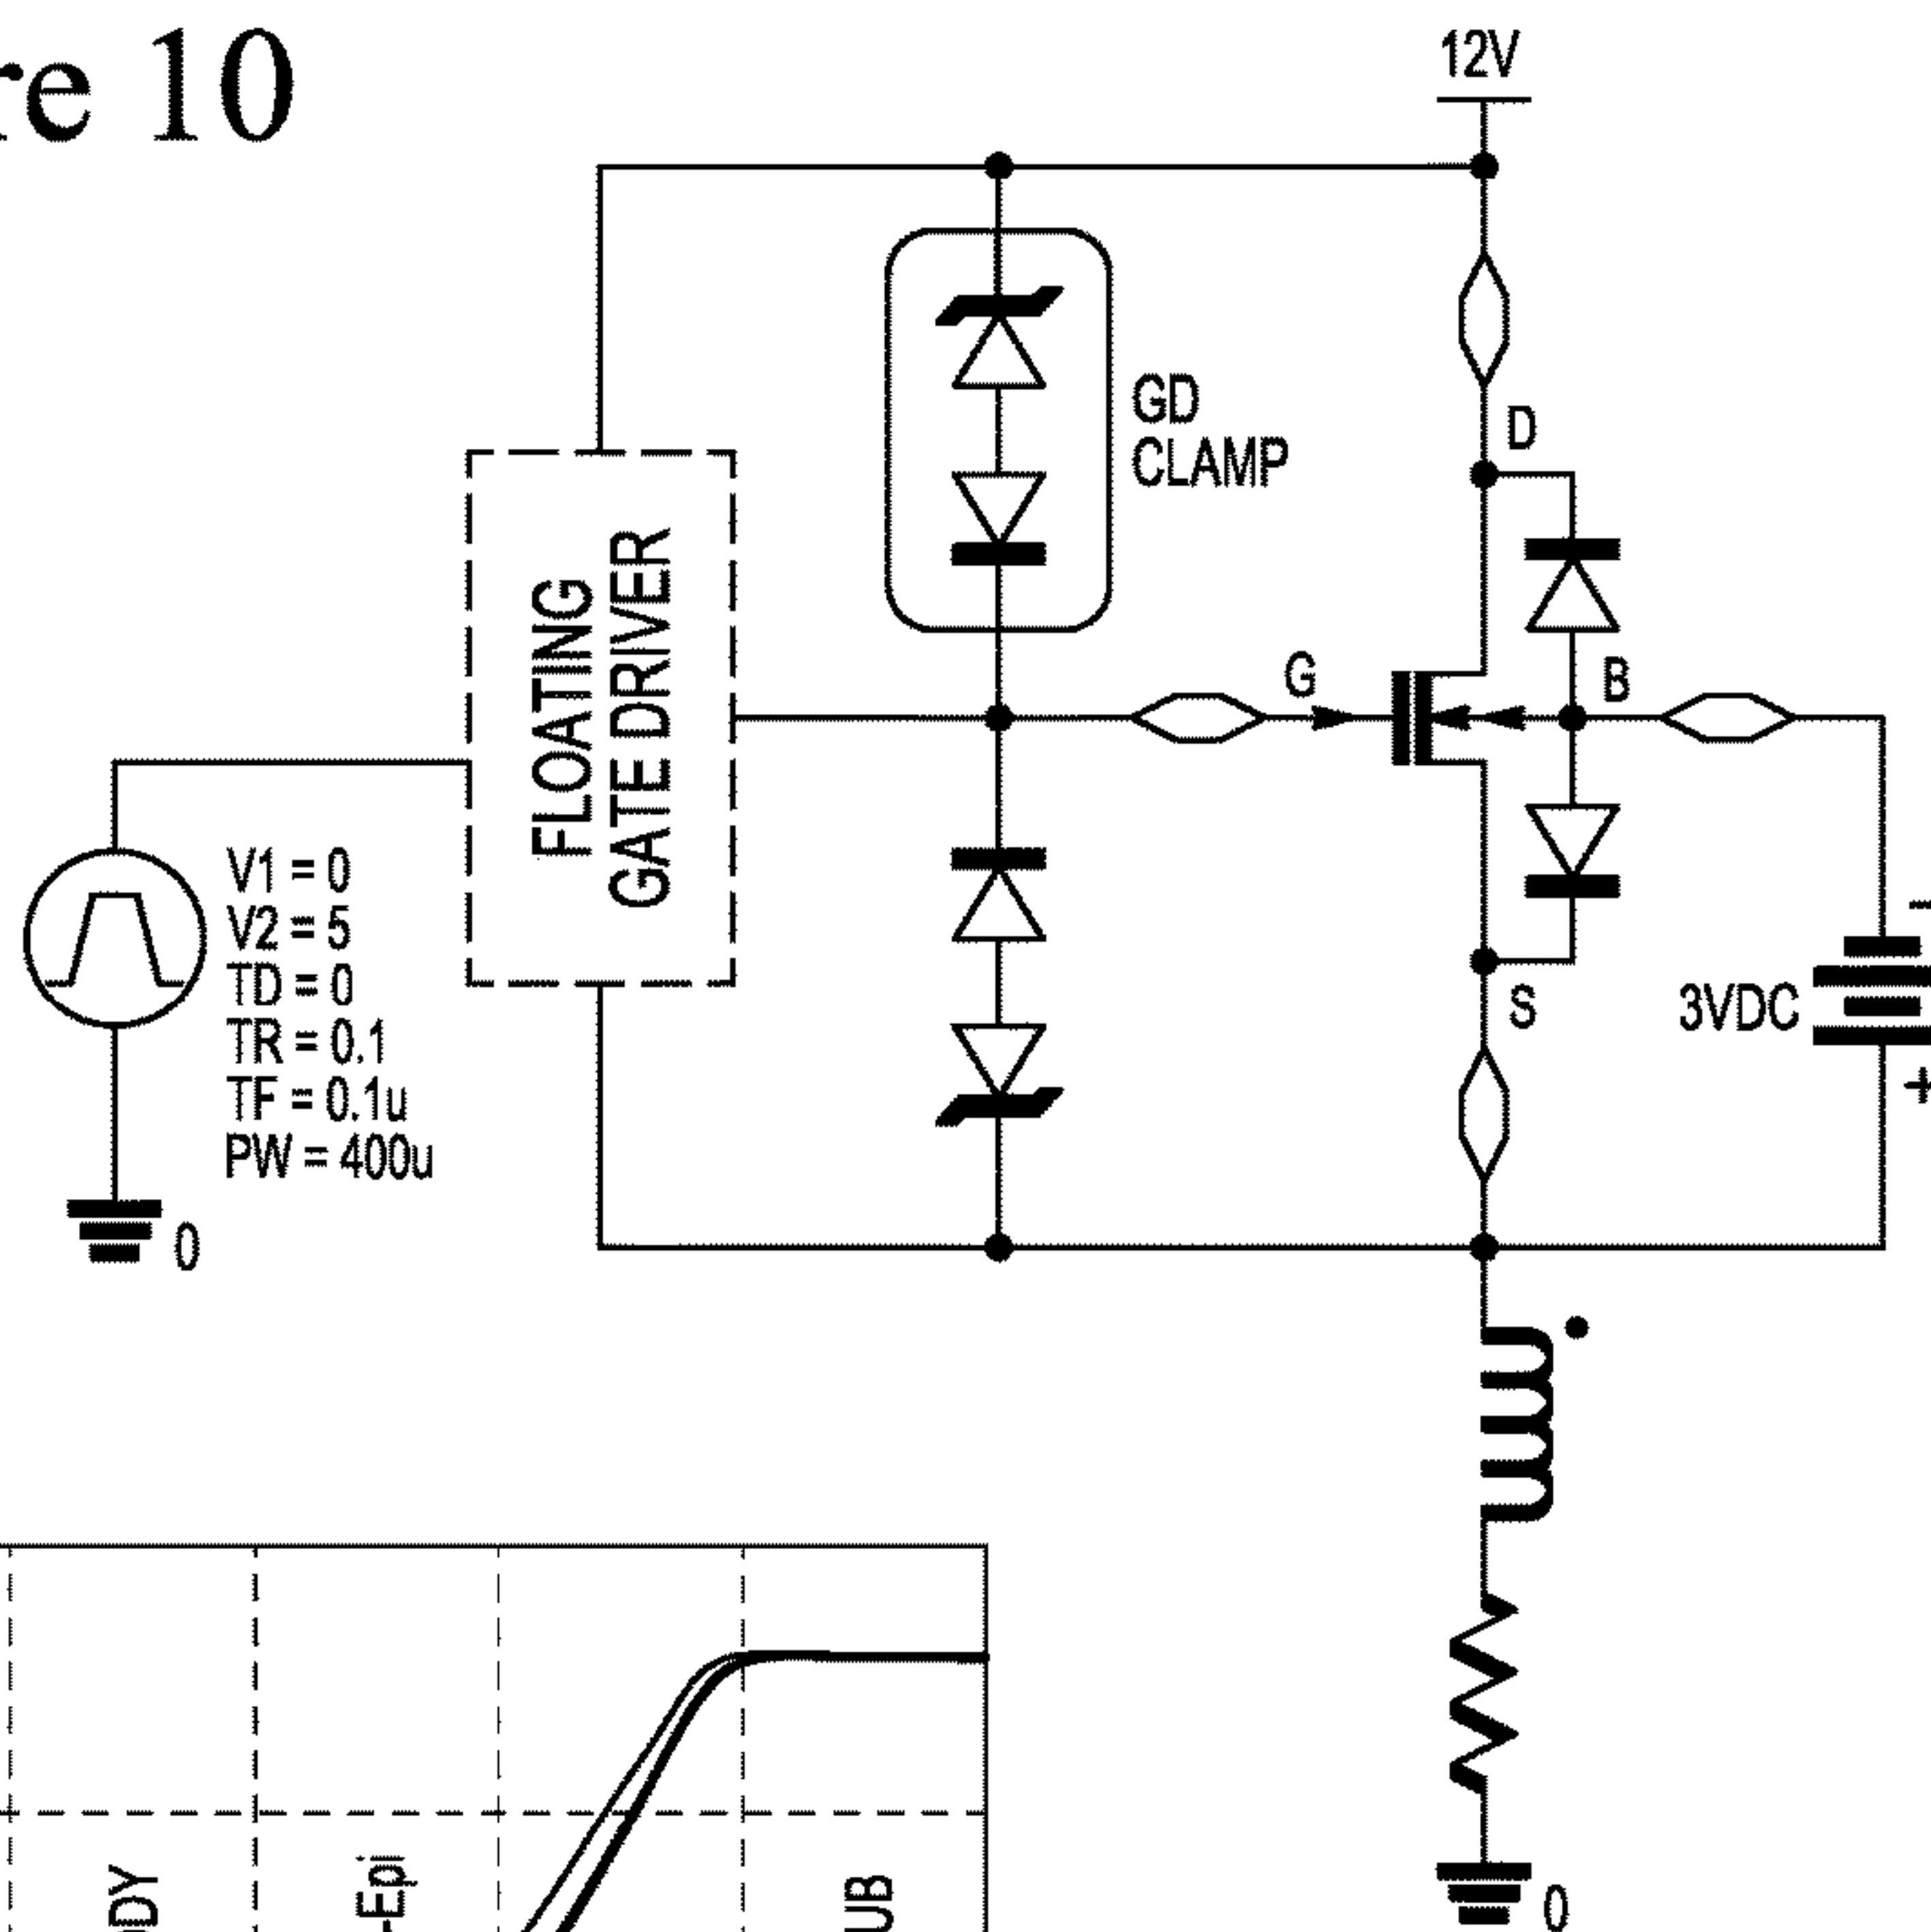 re 10
12V
GD
CLAMP
D
FLOATING
GATE DRIVER
G
B
V1 = 0
V2 = 5
TD = 0
TR = 0.1
TF = 0.1u
PW = 400u
S
3VDC
-
+
0
DY
-Epi
UB
0